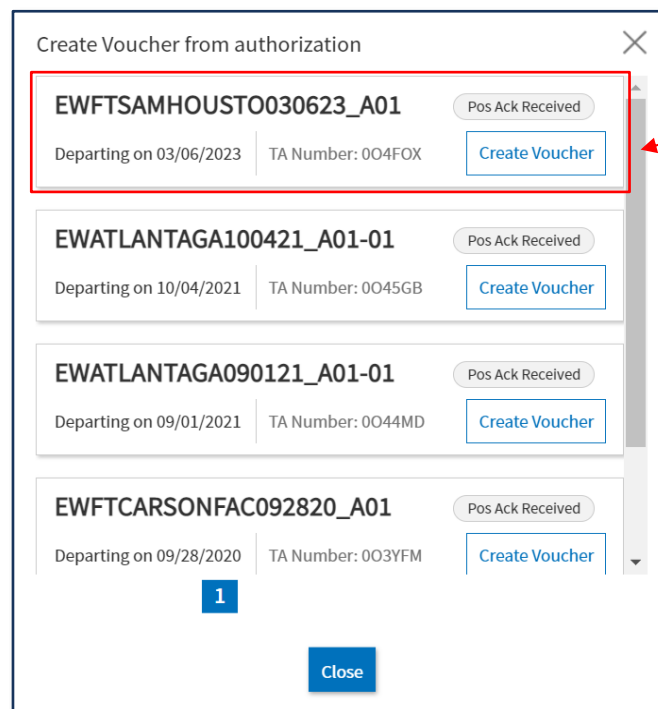 Create Voucher from authorization
EWFTSAMHOUSTO030623_A01 Pos Ack Received
Departing on 03/06/2023 TA Number: 0O4FOX Create Voucher
EWATLANTAGA100421_A01-01 Pos Ack Received
Departing on 10/04/2021 TA Number: 0O45GB Create Voucher
EWATLANTAGA090121_A01-01 Pos Ack Received
Departing on 09/01/2021 TA Number: 0O44MD Create Voucher
EWFTCARSONFAC092820_A01 Pos Ack Received
Departing on 09/28/2020 TA Number: 0O3YFM Create Voucher
1
Close